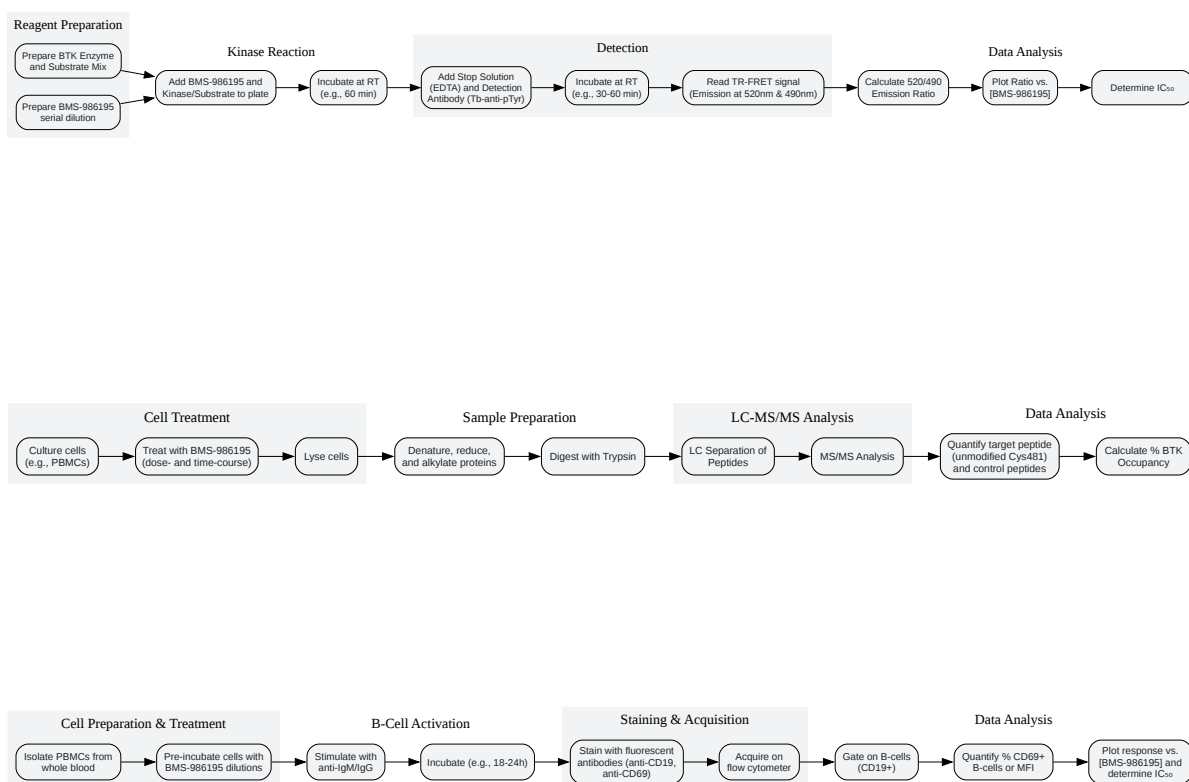 Reagent Preparation
Prepare BTK Enzyme
and Substrate Mix
Prepare BMS-986195
serial dilution
Kinase Reaction
Add BMS-986195 and
Kinase/Substrate to plate
Incubate at RT
(e.g., 60 min)
Detection
Add Stop Solution
(EDTA) and Detection
Antibody (Tb-anti-pTyr)
Incubate at RT
(e.g., 30-60 min)
Read TR-FRET signal
(Emission at 520nm & 490nm)
Data Analysis
Calculate 520/490
Emission Ratio
Plot Ratio vs.
[BMS-986195]
Determine IC₅₀
Cell Treatment
Culture cells
(e.g., PBMCs)
Treat with BMS-986195
(dose- and time-course)
Lyse cells
Sample Preparation
Denature, reduce,
and alkylate proteins
Digest with Trypsin
LC-MS/MS Analysis
LC Separation of
Peptides
MS/MS Analysis
Data Analysis
Quantify target peptide
(unmodified Cys481)
and control peptides
Calculate % BTK
Occupancy
Cell Preparation & Treatment
Isolate PBMCs from
whole blood
Pre-incubate cells with
BMS-986195 dilutions
B-Cell Activation
Stimulate with
anti-IgM/IgG
Incubate (e.g., 18-24h)
Staining & Acquisition
Stain with fluorescent
antibodies (anti-CD19,
anti-CD69)
Acquire on
flow cytometer
Data Analysis
Gate on B-cells
(CD19+)
Quantify % CD69+
B-cells or MFI
Plot response vs.
[BMS-986195] and
determine IC₅₀